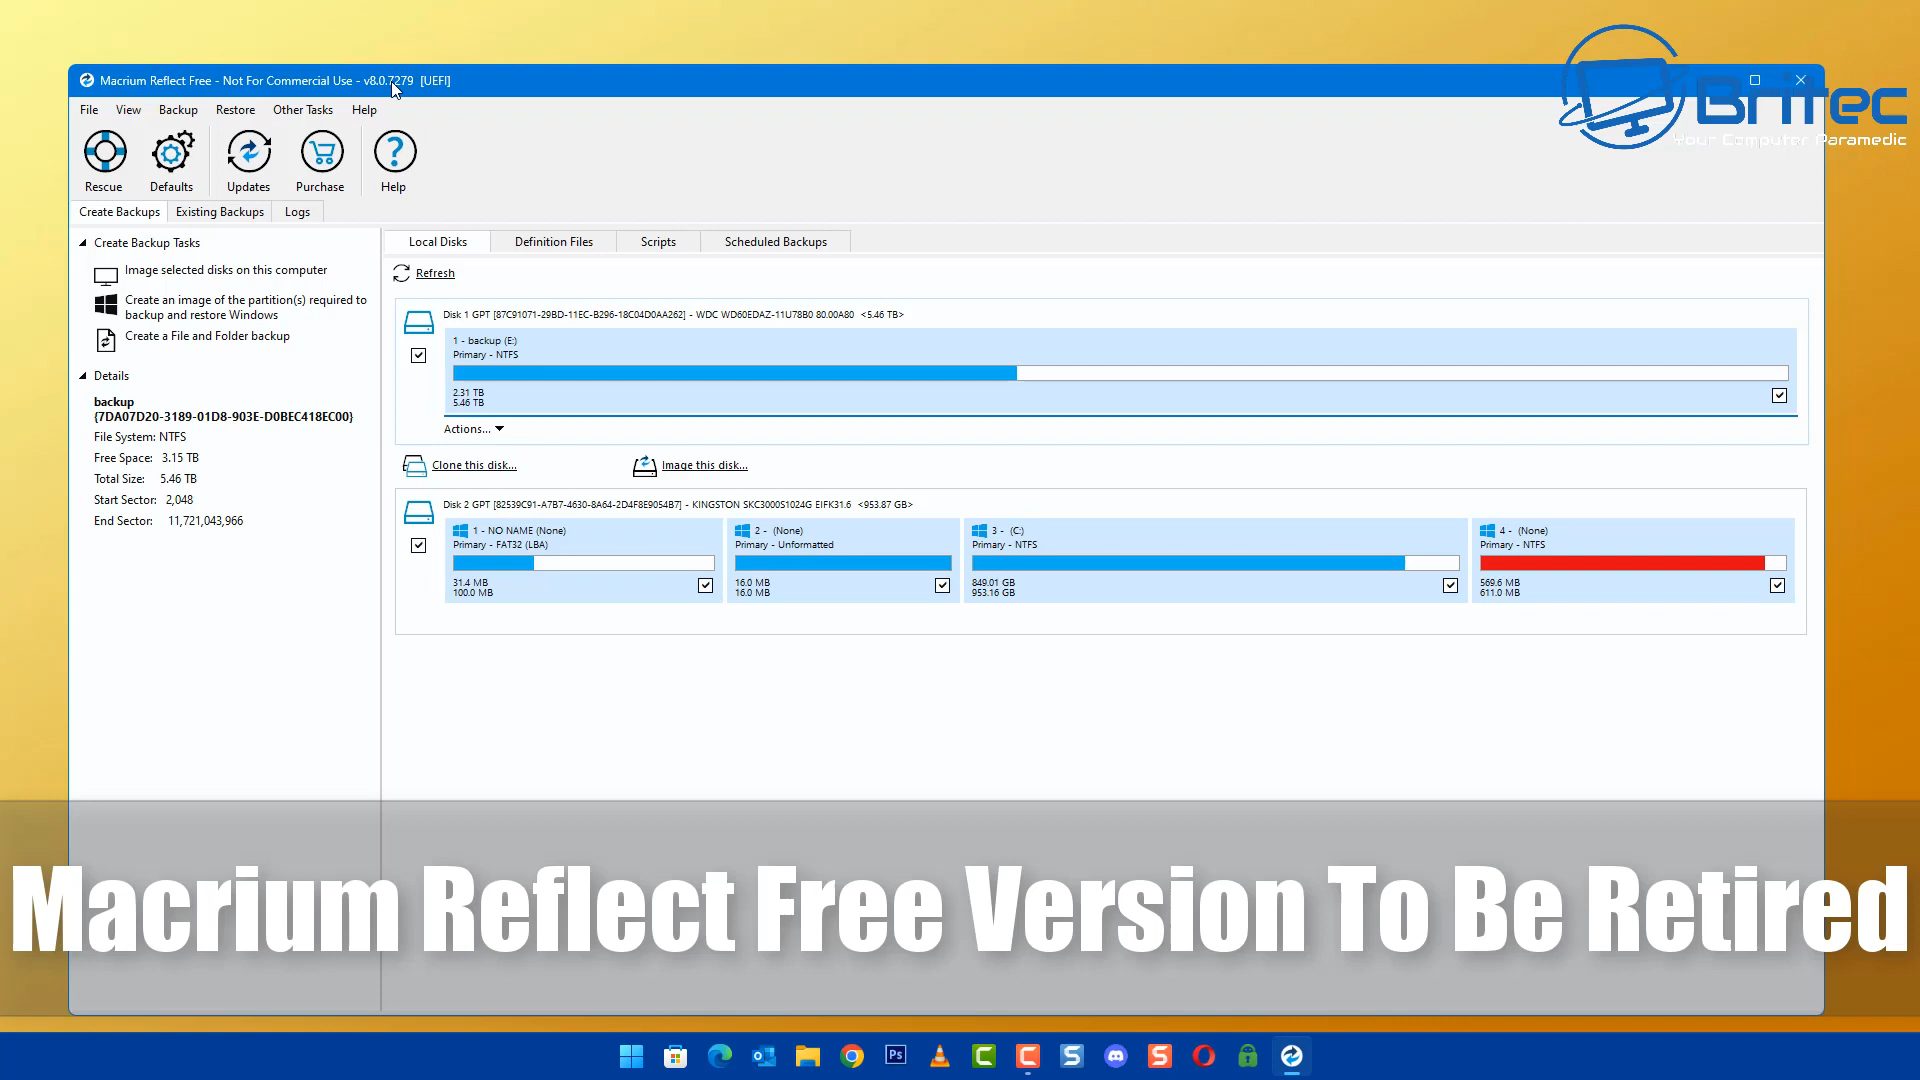 Macrium Reflect Free - Not For Commercial Use - v8.0.7279 [UEFI]
Britec
Your Computer Paramedic
File View Backup Restore Other Tasks Help
Rescue Defaults Updates Purchase Help
Create Backups Existing Backups Logs
Create Backup Tasks
Image selected disks on this computer
Create an image of the partition(s) required to
backup and restore Windows
Create a File and Folder backup
Details
backup
{7DA07D20-3189-01D8-903E-D0BEC418EC00}
File System: NTFS
Free Space: 3.15 TB
Total Size: 5.46 TB
Start Sector: 2,048
End Sector: 11,721,043,966
Local Disks Definition Files Scripts Scheduled Backups
Refresh
Disk 1 GPT [87C91071-29BD-11EC-B296-18C04D0AA262] - WDC WD60EDAZ-11U78B0 80.00A80 <5.46 TB>
1 - backup (E:)
Primary - NTFS
2.31 TB
5.46 TB
Actions...
Clone this disk... Image this disk...
Disk 2 GPT [82539C91-A7B7-4630-8A64-2D4F8E9054B7] - KINGSTON SKC3000S1024G EIFK31.6 <953.87 GB>
1 - NO NAME (None)
Primary - FAT32 (LBA)
31.4 MB
100.0 MB
2 - (None)
Primary - Unformatted
16.0 MB
16.0 MB
3 - (C:)
Primary - NTFS
849.01 GB
953.16 GB
4 - (None)
Primary - NTFS
569.6 MB
611.0 MB
Macrium Reflect Free Version To Be Retired
Ps